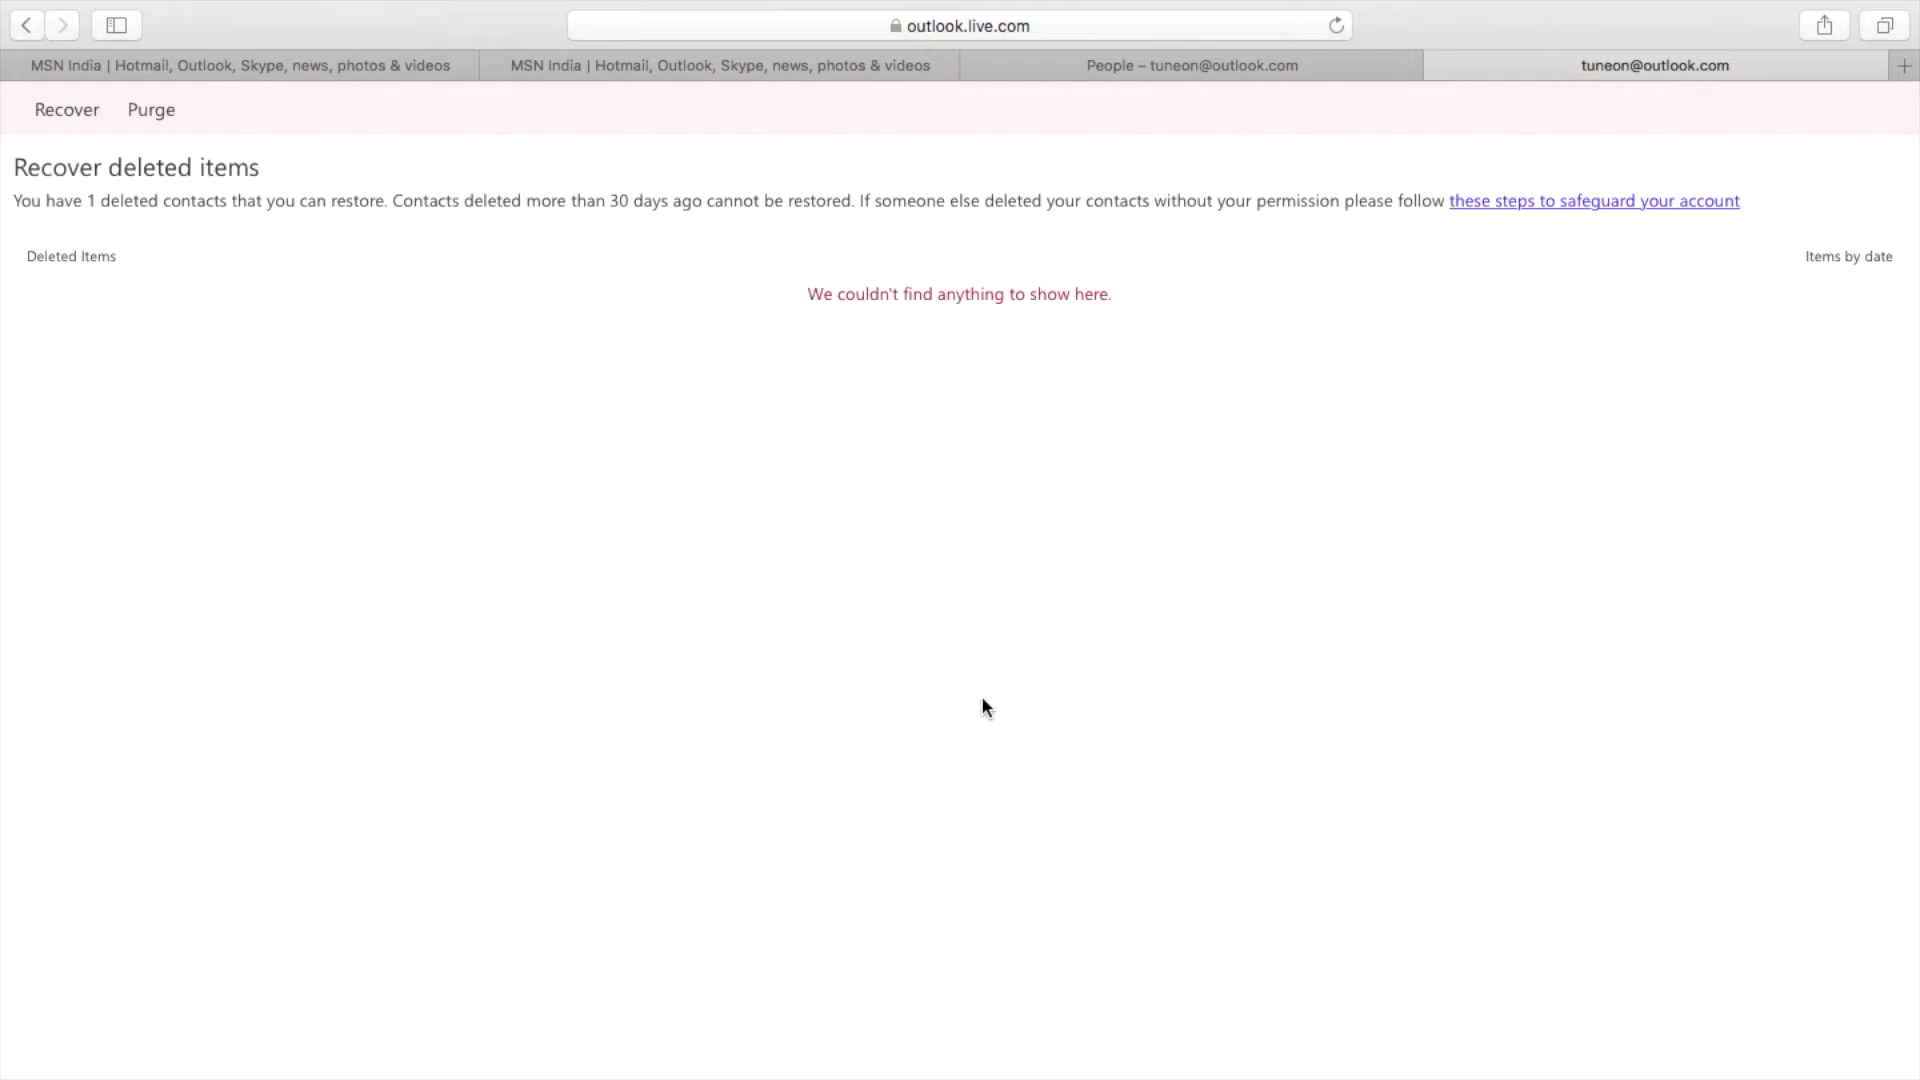 outlook.live.com
MSN India | Hotmail, Outlook, Skype, news, photos & videos
MSN India | Hotmail, Outlook, Skype, news, photos & videos
People – tuneon@outlook.com
tuneon@outlook.com
Recover Purge
Recover deleted items
You have 1 deleted contacts that you can restore. Contacts deleted more than 30 days ago cannot be restored. If someone else deleted your contacts without your permission please follow these steps to safeguard your account
Deleted Items
Items by date
We couldn't find anything to show here.